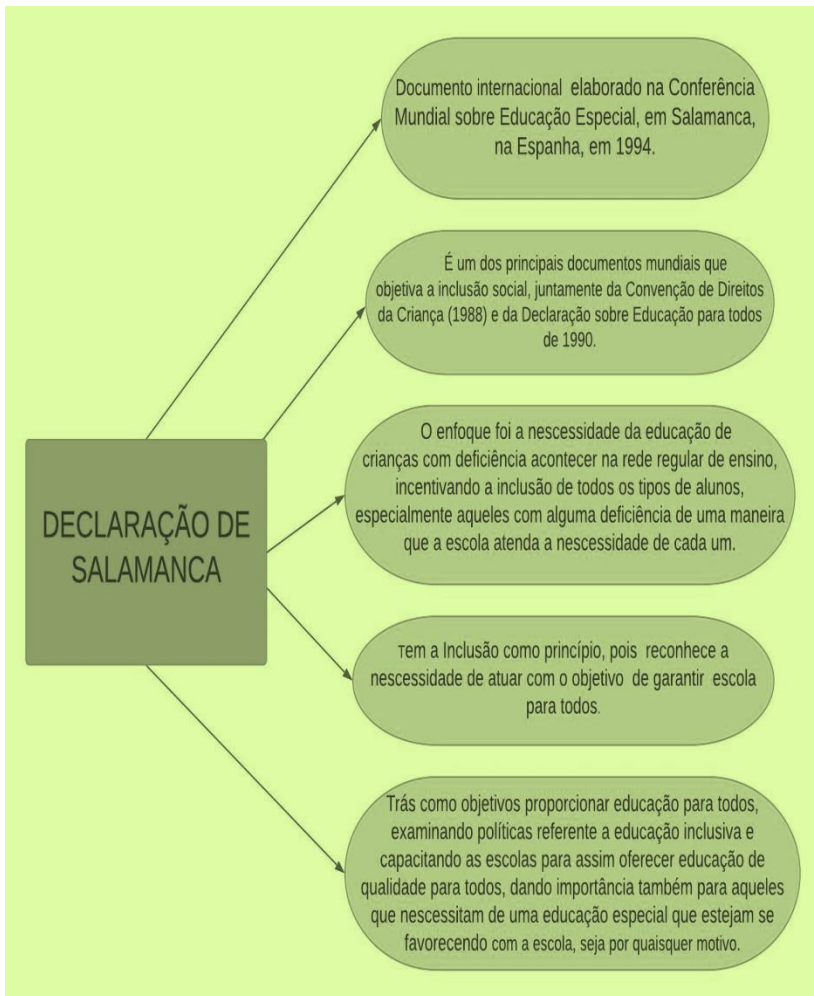 Documento internacional elaborado na Conferência
Mundial sobre Educação Especial, em Salamanca,
na Espanha, em 1994.
É um dos principais documentos mundiais que
objetiva a inclusão social, juntamente da Convenção de Direitos
da Criança (1988) e da Declaração sobre Educação para todos
de 1990.
O enfoque foi a nescessidade da educação de
crianças com deficiência acontecer na rede regular de ensino,
incentivando a inclusão de todos os tipos de alunos,
especialmente aqueles com alguma deficiência de uma maneira
que a escola atenda a nescessidade de cada um.
DECLARAÇÃO DE
SALAMANCA
Tem a Inclusão como princípio, pois reconhece a
nescessidade de atuar com o objetivo de garantir escola
para todos.
Trás como objetivos proporcionar educação para todos,
examinando políticas referente a educação inclusiva e
capacitando as escolas para assim oferecer educação de
qualidade para todos, dando importância também para aqueles
que nescessitam de uma educação especial que estejam se
favorecendo com a escola, seja por quaisquer motivo.